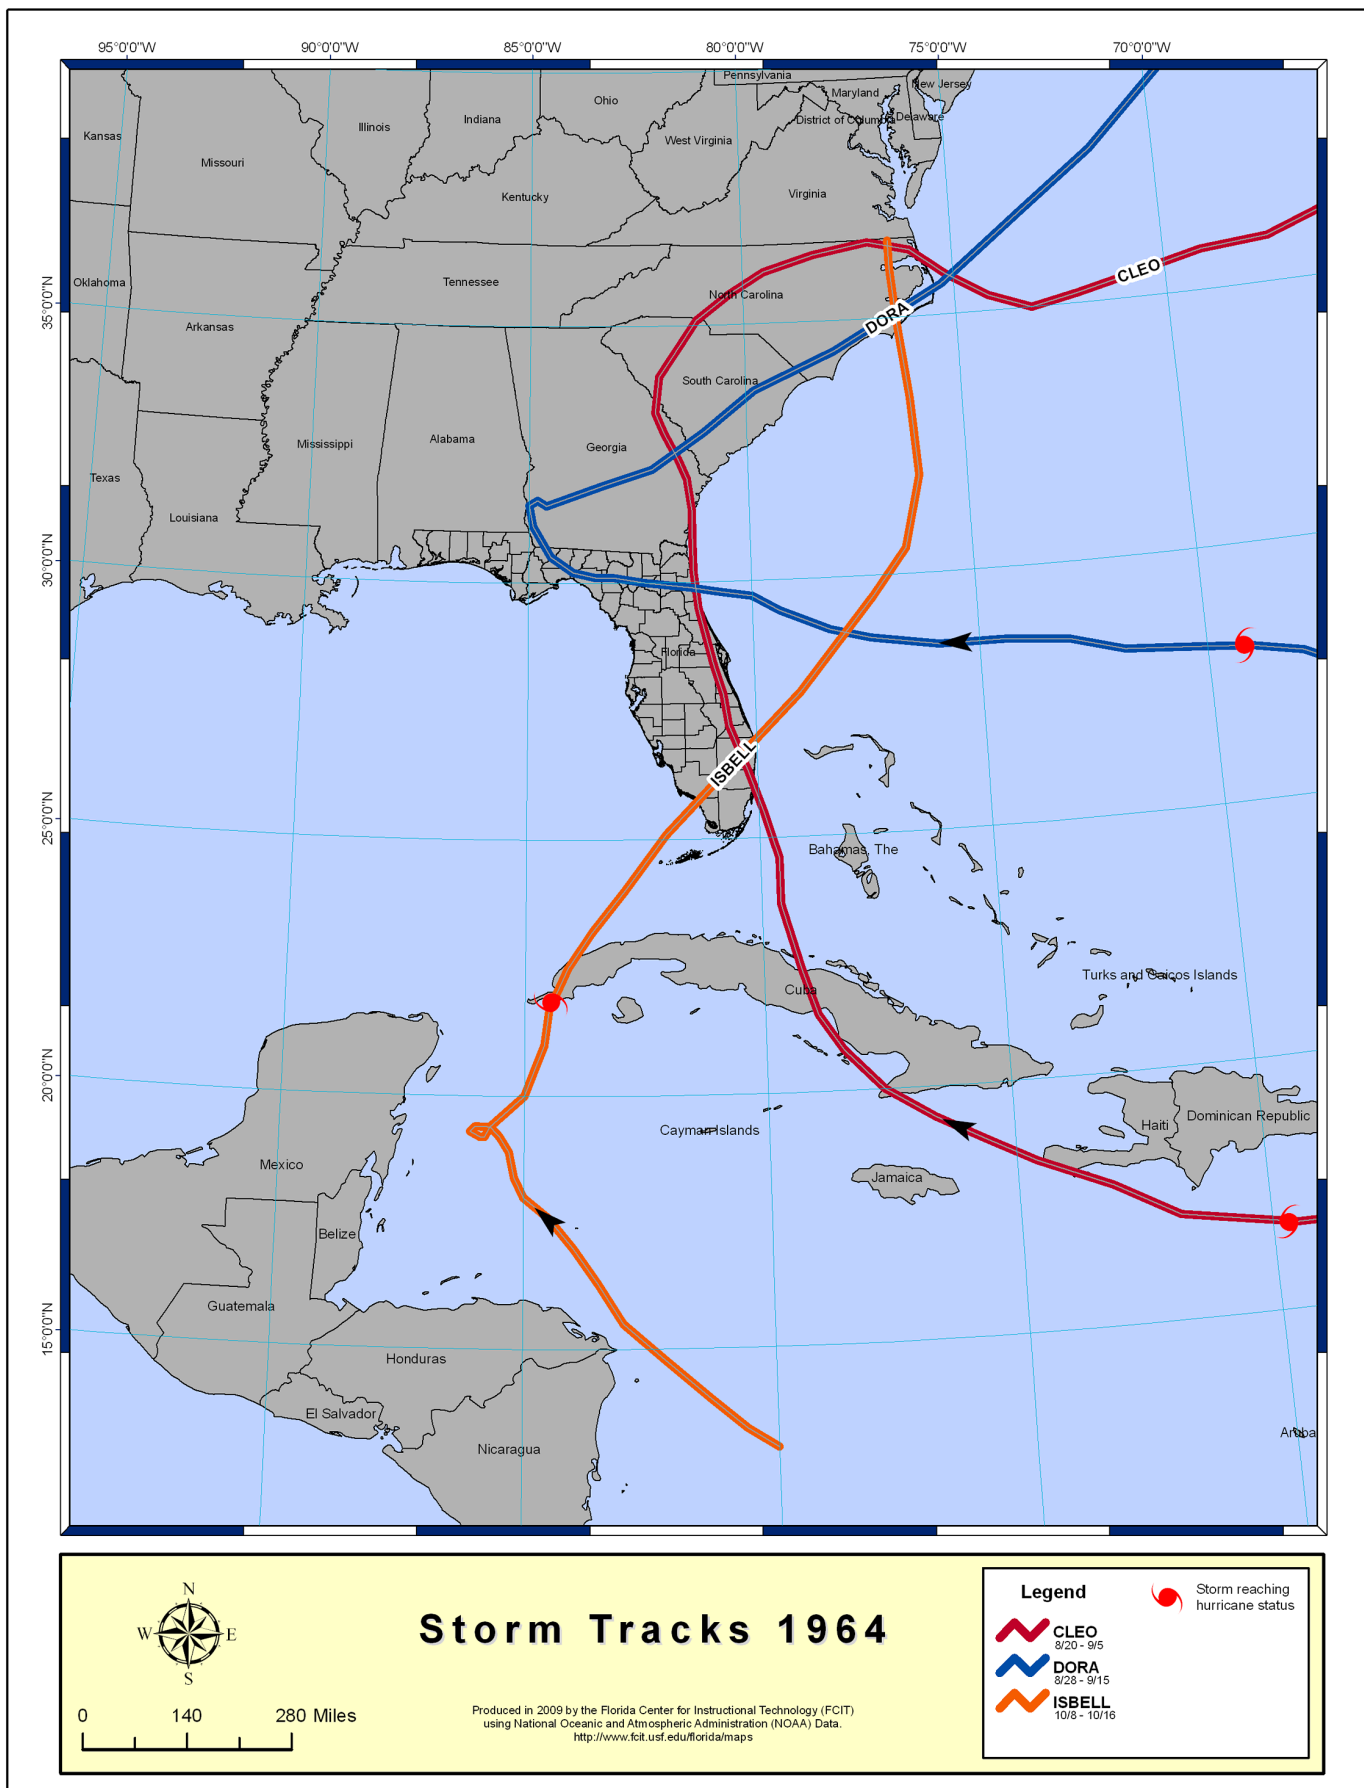 95°0'0"W 90°0'0"W 85°0'0"W 80°0'0"W 75°0'0"W 70°0'0"W
Pennsylvania
New Jersey
Ohio
Maryland
Illinois
Indiana
District of Columbia
Delaware
Kansas
West Virginia
Missouri
Kentucky
Virginia
CLEO
Oklahoma
Tennessee
North Carolina
35°0'0"N
DORA
Arkansas
South Carolina
Mississippi
Alabama
Georgia
Texas
Louisiana
30°0'0"N
Florida
ISBELL
25°0'0"N
Bahamas, The
Turks and Caicos Islands
Cuba
20°0'0"N
Dominican Republic
Haiti
Cayman Islands
Mexico
Jamaica
Belize
Guatemala
15°0'0"N
Honduras
El Salvador
Aruba
Nicaragua
N
W E
S
0 140 280 Miles
Storm Tracks 1964
Produced in 2009 by the Florida Center for Instructional Technology (FCIT)
using National Oceanic and Atmospheric Administration (NOAA) Data.
http://www.fcit.usf.edu/florida/maps
Legend
CLEO
8/20 - 9/5
DORA
8/28 - 9/15
ISBELL
10/8 - 10/16
Storm reaching
hurricane status